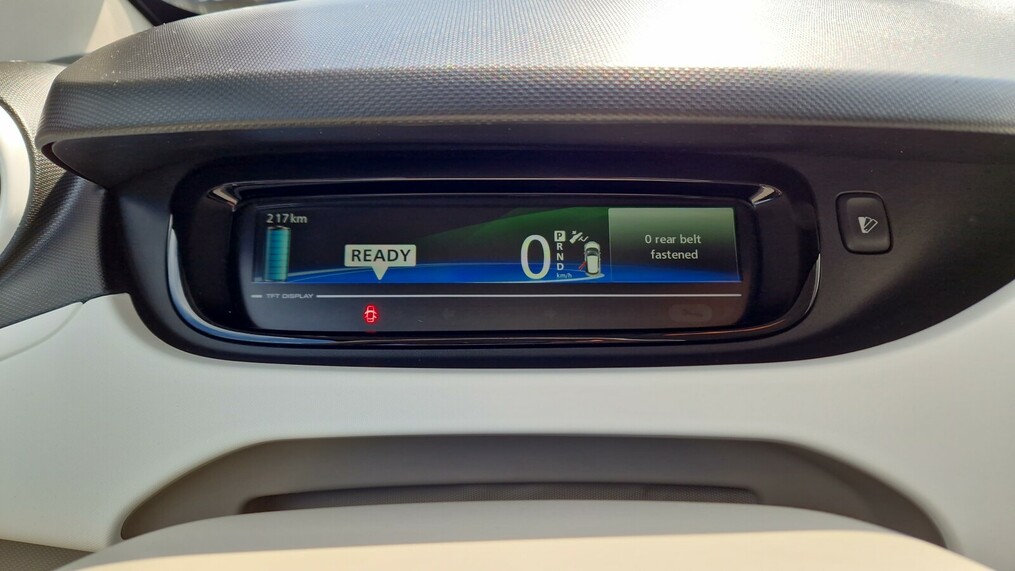 217km
READY
0
P
R
N
D
km/h
0 rear belt
fastened
TFT DISPLAY